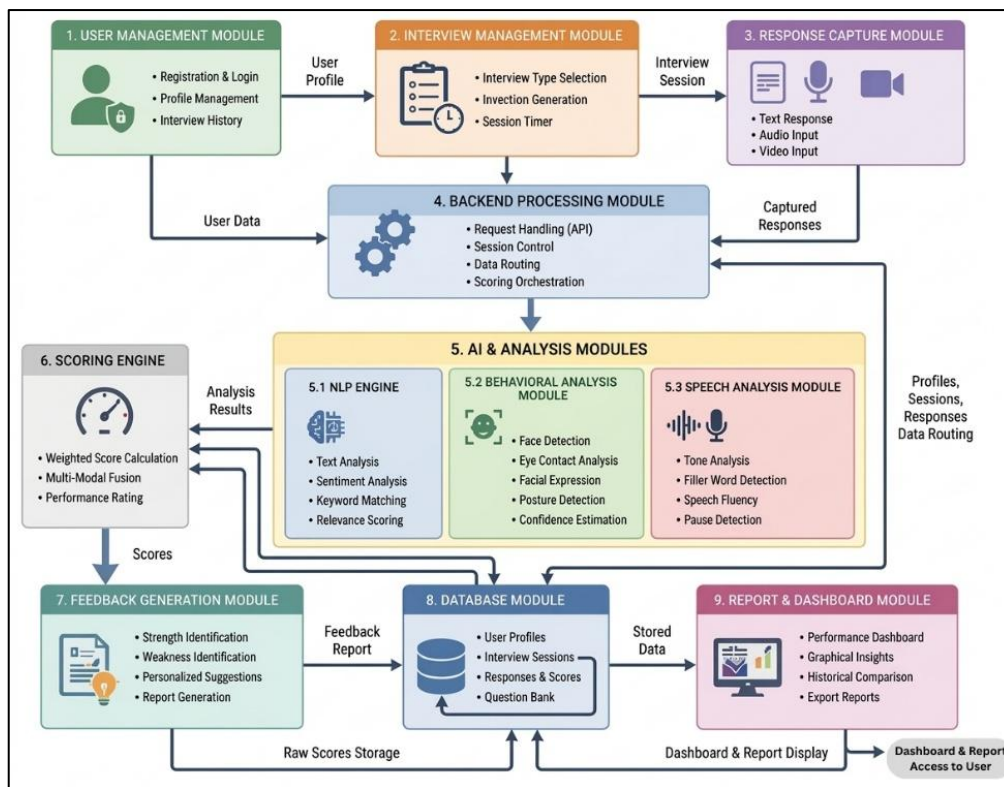 1. USER MANAGEMENT MODULE
• Registration & Login
• Profile Management
• Interview History
User
Profile
2. INTERVIEW MANAGEMENT MODULE
• Interview Type Selection
• Invection Generation
• Session Timer
Interview
Session
3. RESPONSE CAPTURE MODULE
• Text Response
• Audio Input
• Video Input
User Data
4. BACKEND PROCESSING MODULE
• Request Handling (API)
• Session Control
• Data Routing
• Scoring Orchestration
Captured
Responses
6. SCORING ENGINE
• Weighted Score Calculation
• Multi-Modal Fusion
• Performance Rating
Analysis
Results
5. AI & ANALYSIS MODULES
5.1 NLP ENGINE
• Text Analysis
• Sentiment Analysis
• Keyword Matching
• Relevance Scoring
5.2 BEHAVIORAL ANALYSIS
MODULE
• Face Detection
• Eye Contact Analysis
• Facial Expression
• Posture Detection
• Confidence Estimation
5.3 SPEECH ANALYSIS MODULE
• Tone Analysis
• Filler Word Detection
• Speech Fluency
• Pause Detection
Profiles,
Sessions,
Responses
Data Routing
Scores
7. FEEDBACK GENERATION MODULE
• Strength Identification
• Weakness Identification
• Personalized Suggestions
• Report Generation
Feedback
Report
8. DATABASE MODULE
• User Profiles
• Interview Sessions
• Responses & Scores
• Question Bank
Stored
Data
9. REPORT & DASHBOARD MODULE
• Performance Dashboard
• Graphical Insights
• Historical Comparison
• Export Reports
Raw Scores Storage
Dashboard & Report Display
Dashboard & Report
Access to User